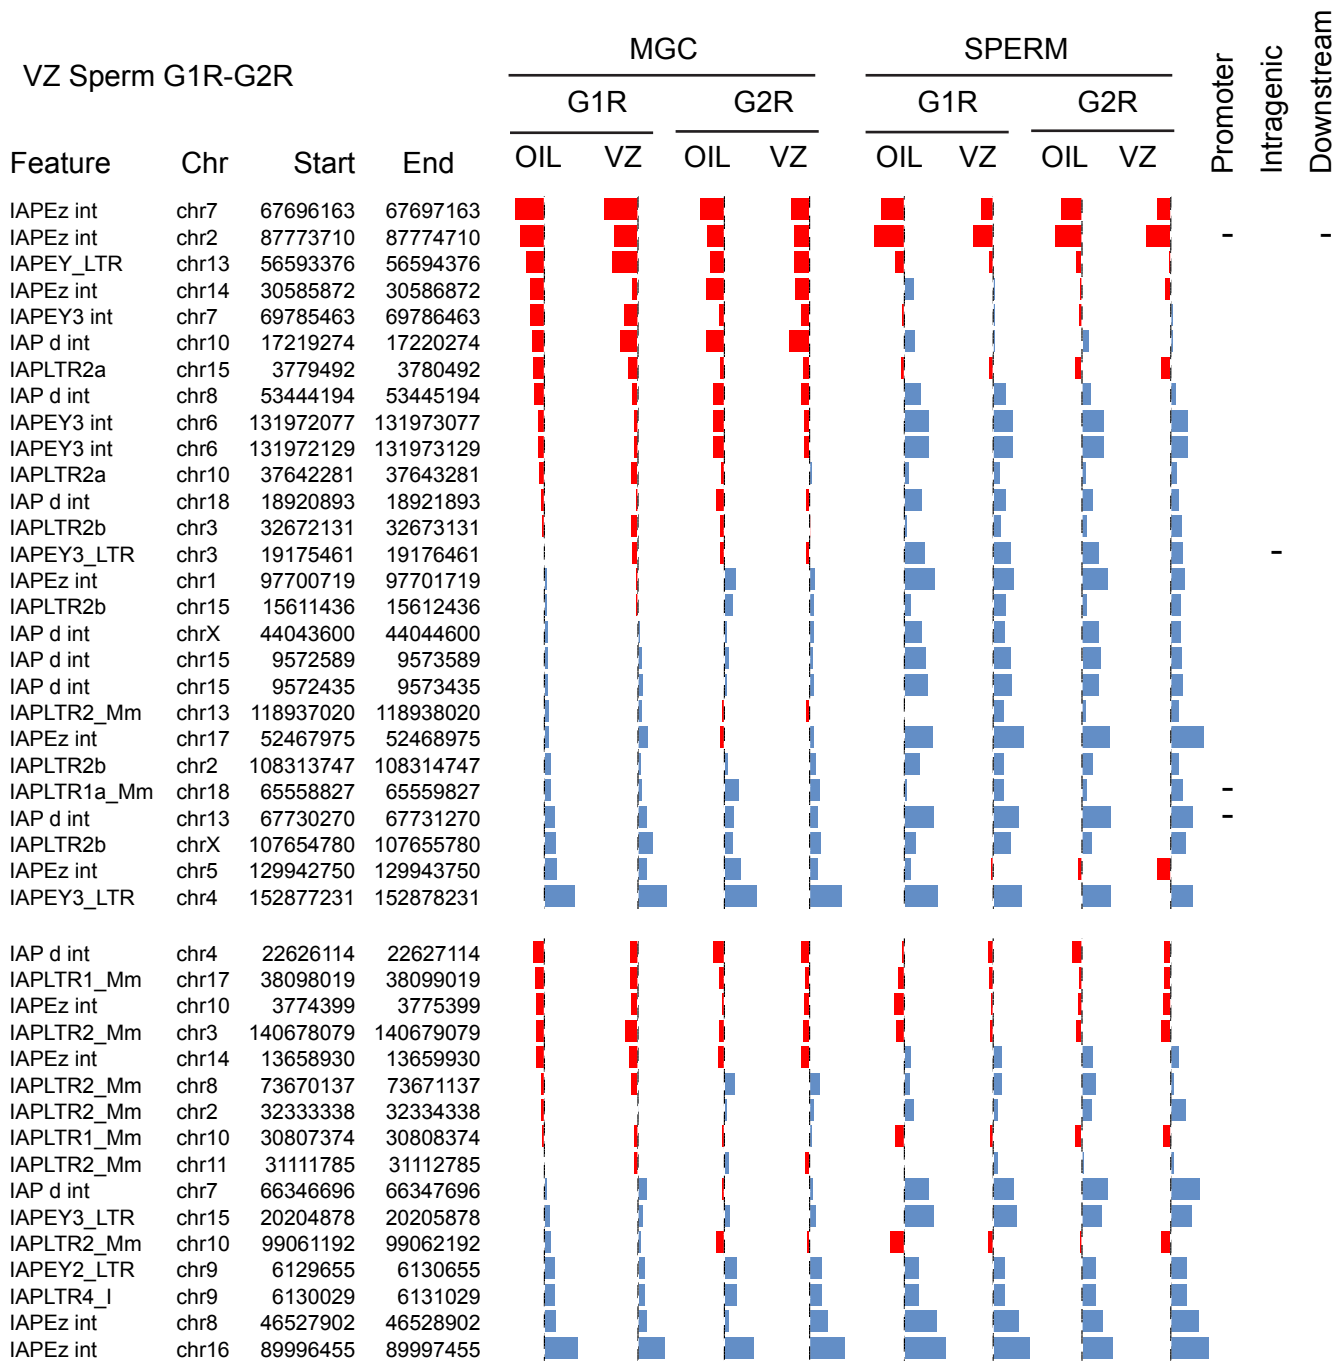 VZ Sperm G1R-G2R
MGC SPERM
G1R G2R G1R G2R
Feature Chr Start End OIL VZ OIL VZ OIL VZ OIL VZ Promoter Intragenic Downstream
IAPEz int chr7 67696163 67697163
IAPEz int chr2 87773710 87774710 - -
IAPEY_LTR chr13 56593376 56594376
IAPEz int chr14 30585872 30586872
IAPEY3 int chr7 69785463 69786463
IAP d int chr10 17219274 17220274
IAPLTR2a chr15 3779492 3780492
IAP d int chr8 53444194 53445194
IAPEY3 int chr6 131972077 131973077
IAPEY3 int chr6 131972129 131973129
IAPLTR2a chr10 37642281 37643281
IAP d int chr18 18920893 18921893
IAPLTR2b chr3 32672131 32673131
IAPEY3_LTR chr3 19175461 19176461 -
IAPEz int chr1 97700719 97701719
IAPLTR2b chr15 15611436 15612436
IAP d int chrX 44043600 44044600
IAP d int chr15 9572589 9573589
IAP d int chr15 9572435 9573435
IAPLTR2_Mm chr13 118937020 118938020
IAPEz int chr17 52467975 52468975
IAPLTR2b chr2 108313747 108314747
IAPLTR1a_Mm chr18 65558827 65559827 -
IAP d int chr13 67730270 67731270 -
IAPLTR2b chrX 107654780 107655780
IAPEz int chr5 129942750 129943750
IAPEY3_LTR chr4 152877231 152878231
IAP d int chr4 22626114 22627114
IAPLTR1_Mm chr17 38098019 38099019
IAPEz int chr10 3774399 3775399
IAPLTR2_Mm chr3 140678079 140679079
IAPEz int chr14 13658930 13659930
IAPLTR2_Mm chr8 73670137 73671137
IAPLTR2_Mm chr2 32333338 32334338
IAPLTR1_Mm chr10 30807374 30808374
IAPLTR2_Mm chr11 31111785 31112785
IAP d int chr7 66346696 66347696
IAPEY3_LTR chr15 20204878 20205878
IAPLTR2_Mm chr10 99061192 99062192
IAPEY2_LTR chr9 6129655 6130655
IAPLTR4_I chr9 6130029 6131029
IAPEz int chr8 46527902 46528902
IAPEz int chr16 89996455 89997455